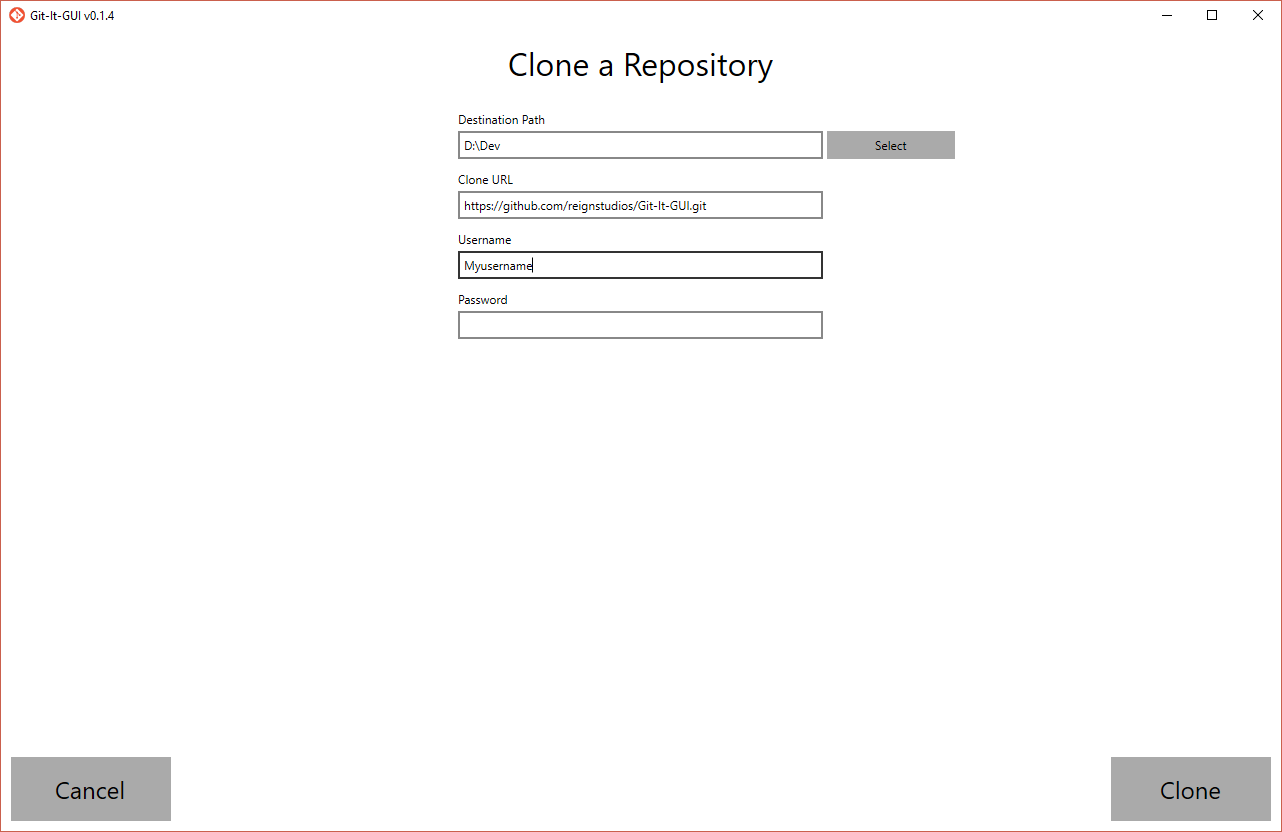 Git-It-GUI v0.1.4
Clone a Repository
Destination Path
D:\Dev
Select
Clone URL
https://github.com/reignstudios/Git-It-GUI.git
Username
Myusername
Password
Cancel
Clone